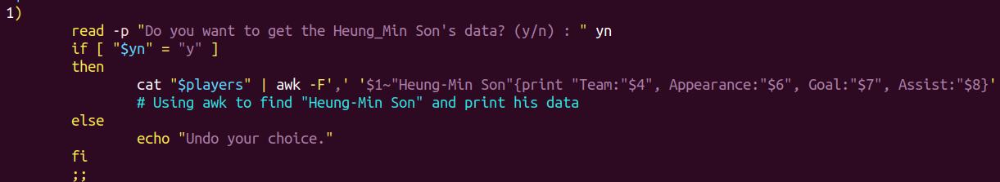 1)
read -p "Do you want to get the Heung_Min Son's data? (y/n) : " yn
if [ "$yn" = "y" ]
then
cat "$players" | awk -F',' '$1~"Heung-Min Son"{print "Team:"$4", Appearance:"$6", Goal:"$7", Assist:"$8}'
# Using awk to find "Heung-Min Son" and print his data
else
echo "Undo your choice."
fi
;;